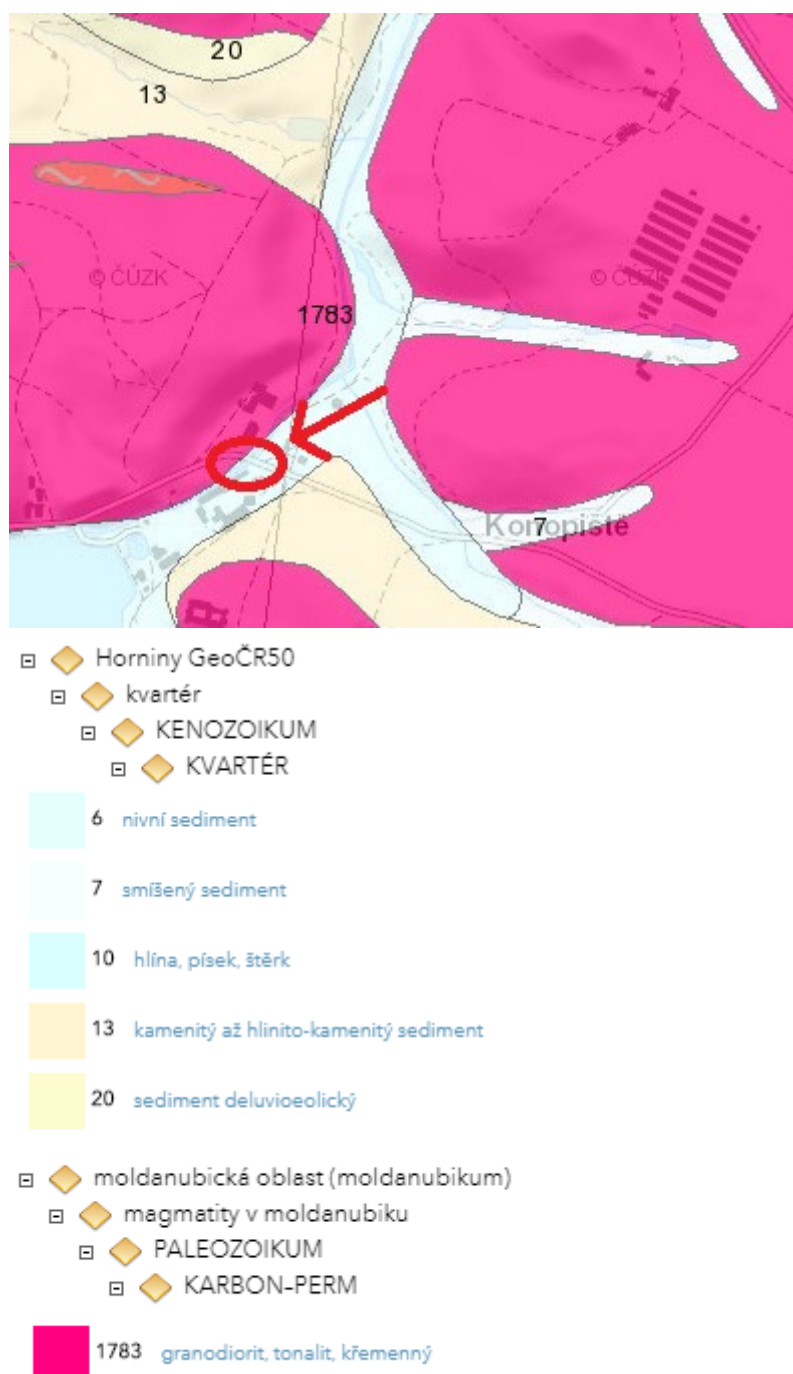 20
13
© ČÚZK
© ČÚZK
1783
Konopiště
7
Horniny GeoČR50
kvartér
KENOZOIKUM
KVARTÉR
6 nivní sediment
7 smíšený sediment
10 hlína, písek, štěrk
13 kamenitý až hlinito-kamenitý sediment
20 sediment deluvioeolický
moldanubická oblast (moldanubikum)
magmatity v moldanubiku
PALEOZOIKUM
KARBON-PERM
1783 granodiorit, tonalit, křemenný